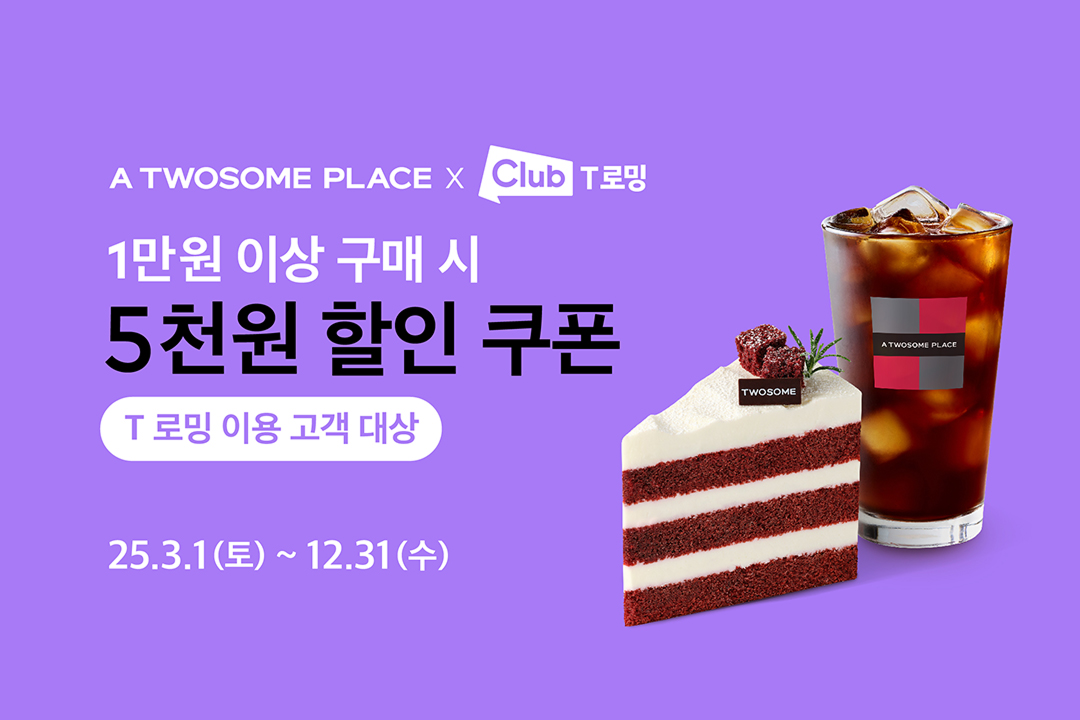 A TWOSOME PLACE X Club T로밍
1만원 이상 구매 시
5천원 할인 쿠폰
T 로밍 이용 고객 대상
25.3.1(토) ~ 12.31(수)
TWOSOME
A TWOSOME PLACE